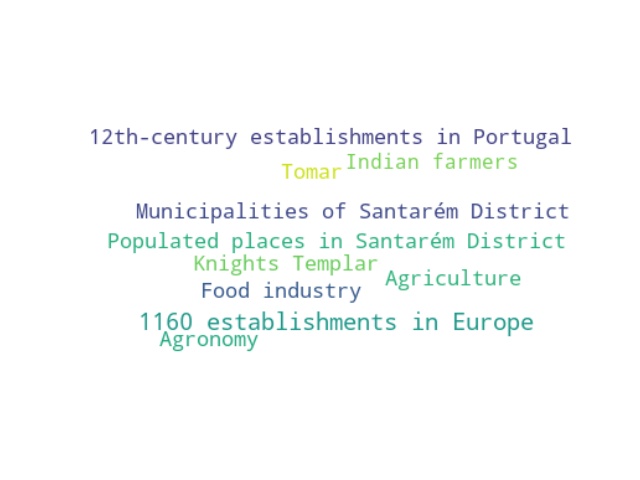 12th-century establishments in Portugal
Indian farmers
Tomar
Municipalities of Santarém District
Populated places in Santarém District
Knights Templar
Agriculture
Food industry
1160 establishments in Europe
Agronomy